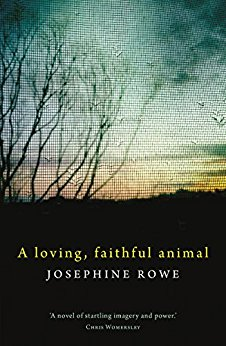 A loving, faithful animal
JOSEPHINE ROWE
'A novel of startling imagery and power.'
CHRIS WOMERSLEY